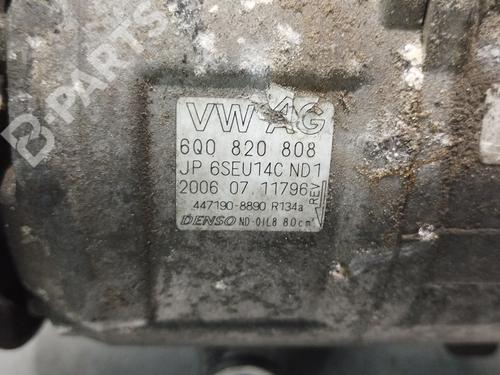 B-PARTS
VW AG
6Q0 820 808
JP 6SEU14C ND1
2006 07.11796
REV
447190-8890 R134a
DENSO ND-OIL8 80cm³